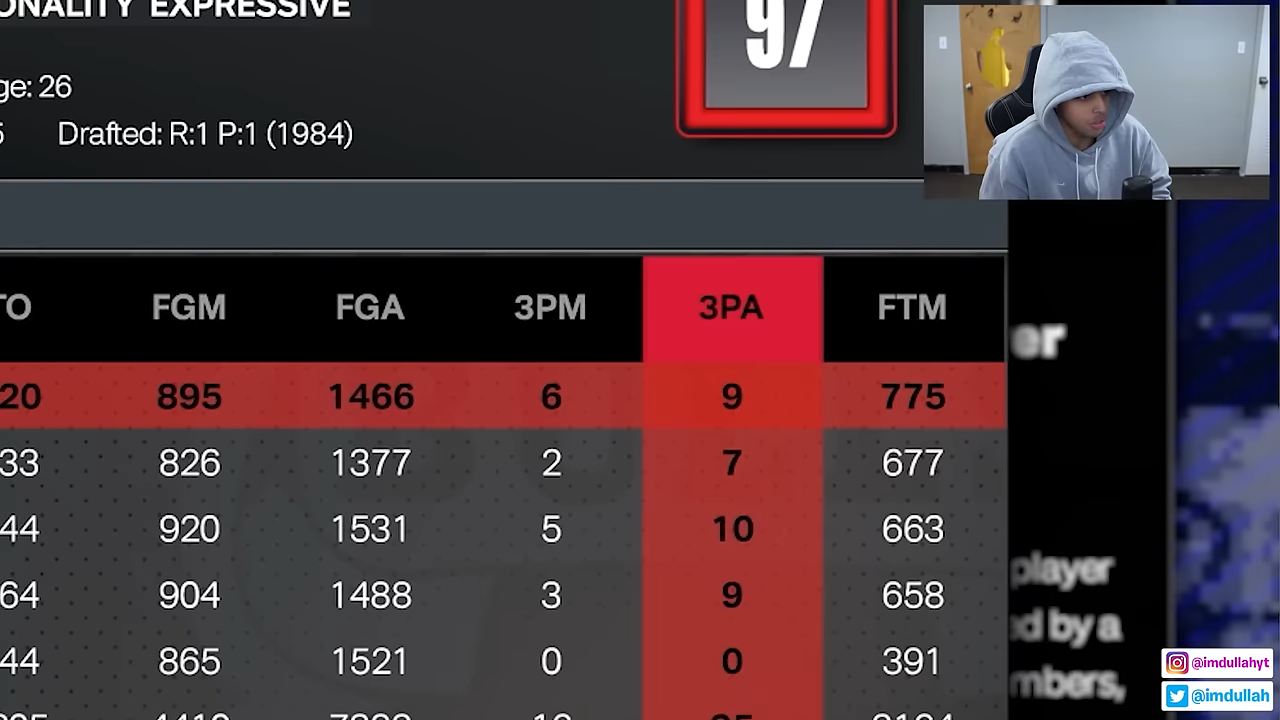 ONALITY EXPRESSIVE
97
ge: 26
5 Drafted: R:1 P:1 (1984)
TO FGM FGA 3PM 3PA FTM
er
20 895 1466 6 9 775
33 826 1377 2 7 677
44 920 1531 5 10 663
64 904 1488 3 9 658
player
44 865 1521 0 0 391
d by a
mbers,
@imdullahyt
@imdullah